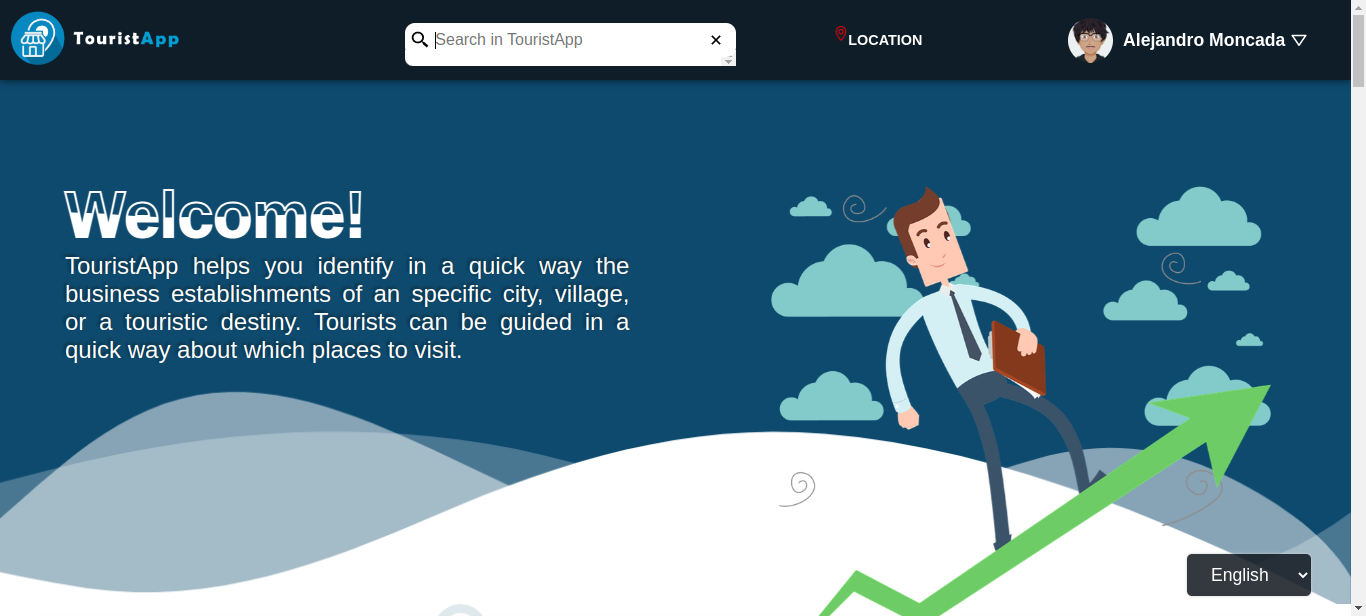 TouristApp
Search in TouristApp
LOCATION
Alejandro Moncada
Welcome!
TouristApp helps you identify in a quick way the
business establishments of an specific city, village,
or a touristic destiny. Tourists can be guided in a
quick way about which places to visit.
English